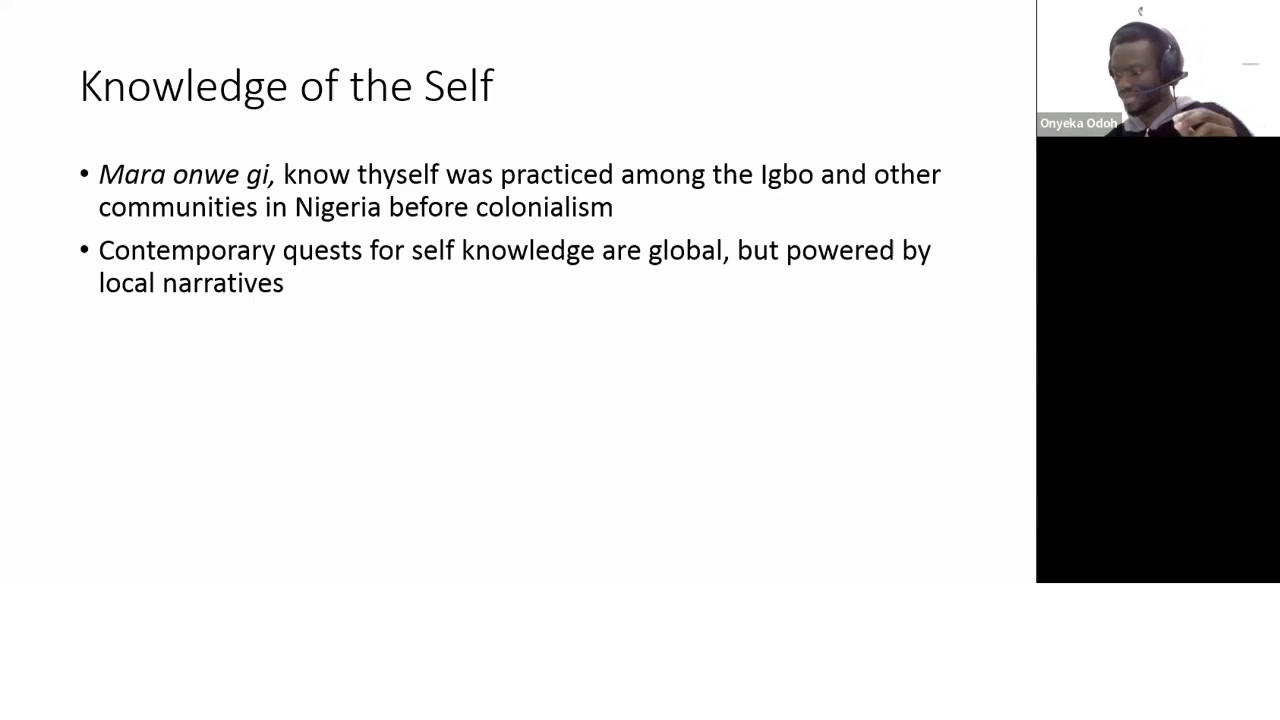 Knowledge of the Self
• Mara onwe gi, know thyself was practiced among the Igbo and other
communities in Nigeria before colonialism
• Contemporary quests for self knowledge are global, but powered by
local narratives
Onyeka Odoh